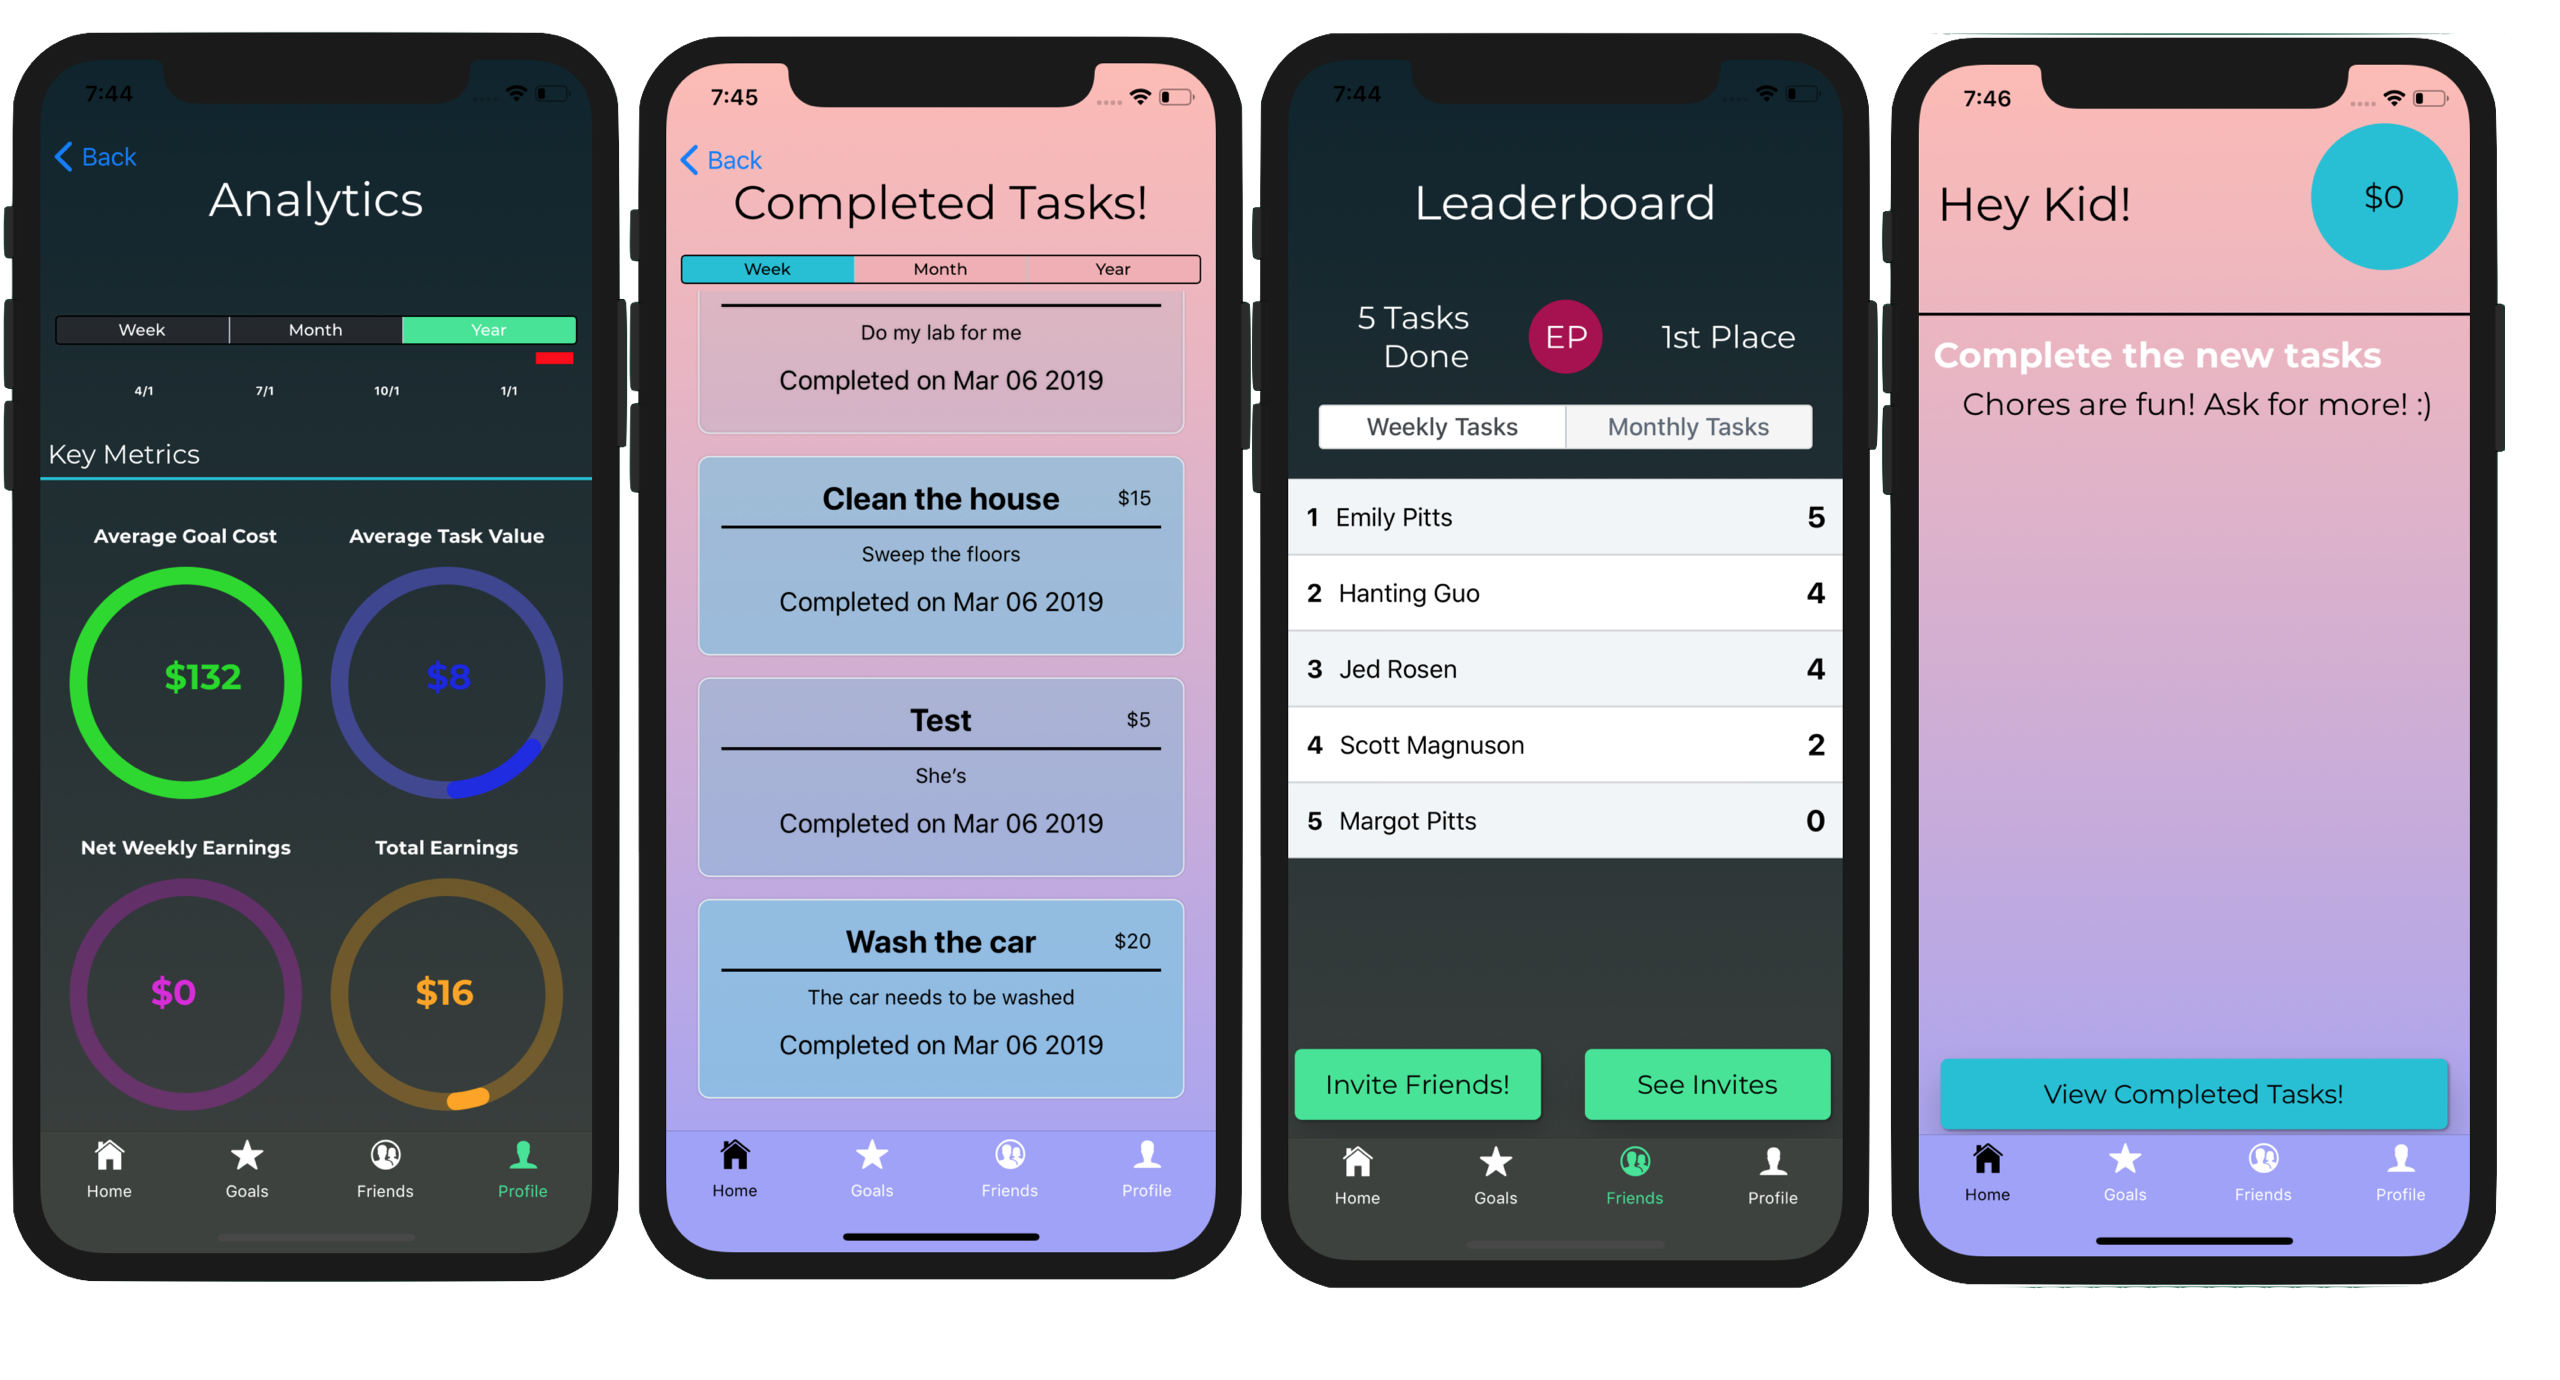 7:44
Back
Analytics
Week Month Year
4/1 7/1 10/1 1/1
Key Metrics
Average Goal Cost Average Task Value
$132 $8
Net Weekly Earnings Total Earnings
$0 $16
Home Goals Friends Profile
7:45
Back
Completed Tasks!
Week Month Year
Do my lab for me
Completed on Mar 06 2019
Clean the house $15
Sweep the floors
Completed on Mar 06 2019
Test $5
She's
Completed on Mar 06 2019
Wash the car $20
The car needs to be washed
Completed on Mar 06 2019
Home Goals Friends Profile
7:44
Leaderboard
5 Tasks
Done
EP
1st Place
Weekly Tasks Monthly Tasks
1 Emily Pitts 5
2 Hanting Guo 4
3 Jed Rosen 4
4 Scott Magnuson 2
5 Margot Pitts 0
Invite Friends! See Invites
Home Goals Friends Profile
7:46
Hey Kid! $0
Complete the new tasks
Chores are fun! Ask for more! :)
View Completed Tasks!
Home Goals Friends Profile